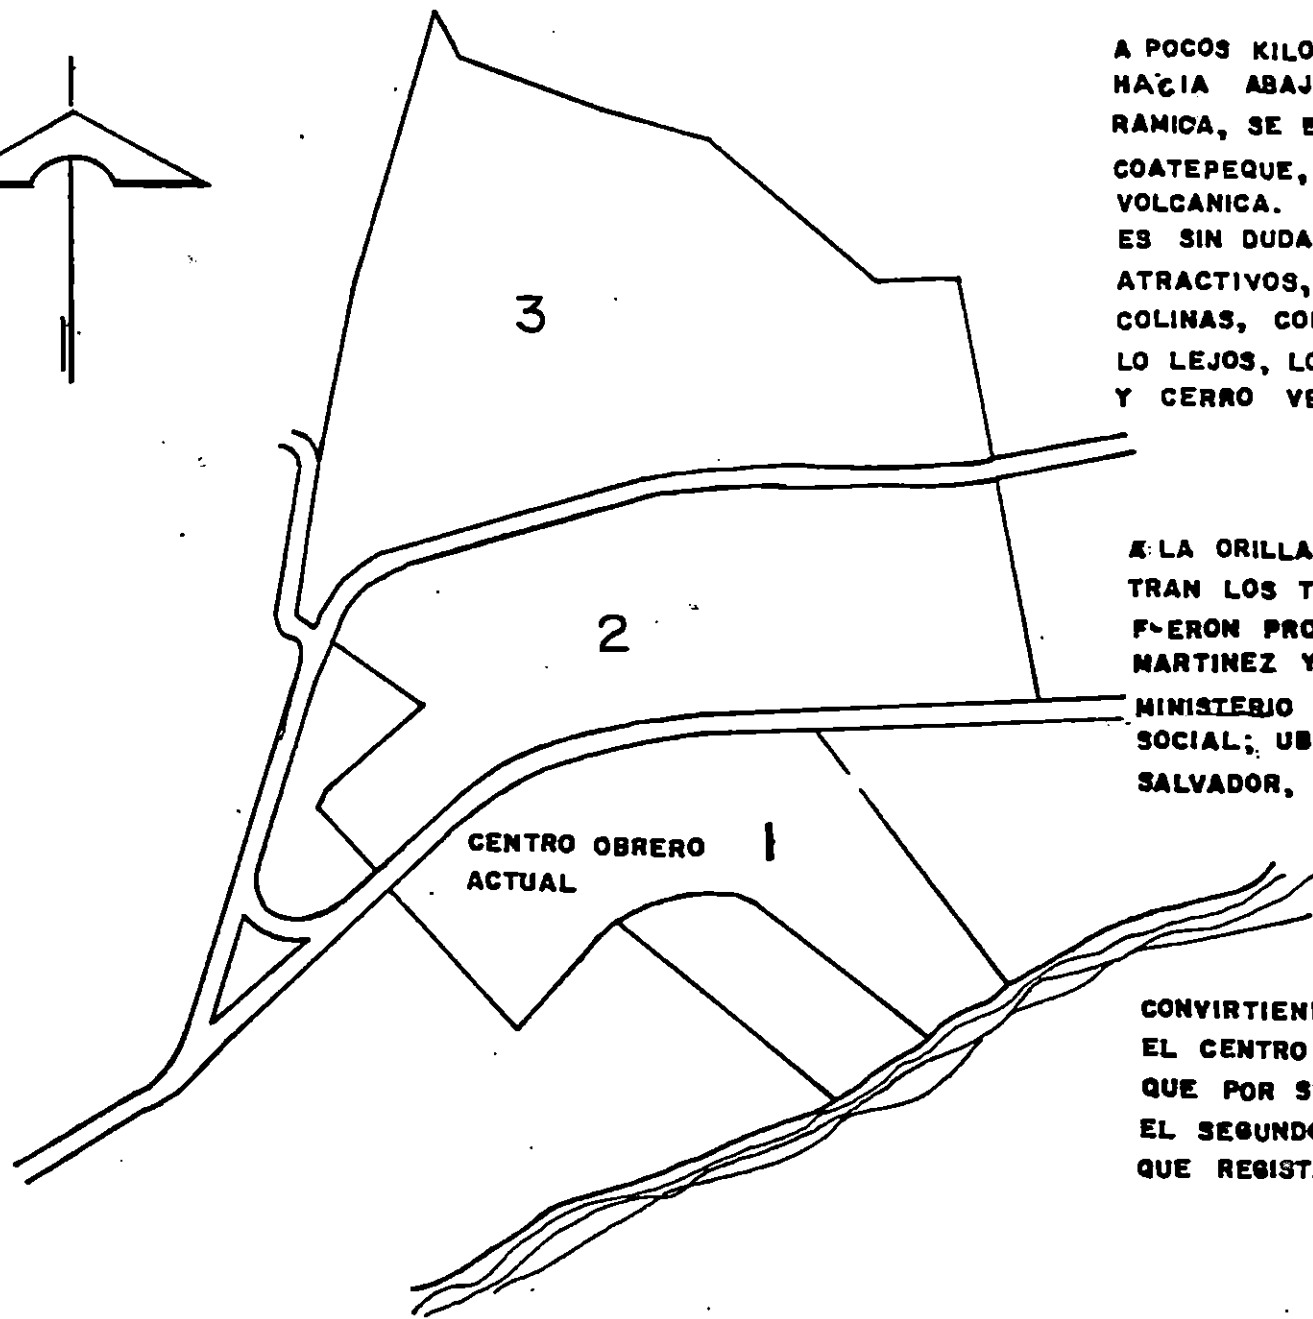 A POCOS KILO
HACIA ABAJ
RAMICA, SE E
COATEPEQUE,
VOLCANICA.
ES SIN DUDA
ATRACTIVOS,
COLINAS, CO
LO LEJOS, LO
Y CERRO VE
3
A LA ORILLA
TRAN LOS T
FUERON PRO
MARTINEZ Y
MINISTERIO
SOCIAL; UB
SALVADOR,
2
CENTRO OBRERO 1
ACTUAL
CONVIRTIEN
EL CENTRO
QUE POR S
EL SEGUND
QUE REGIST